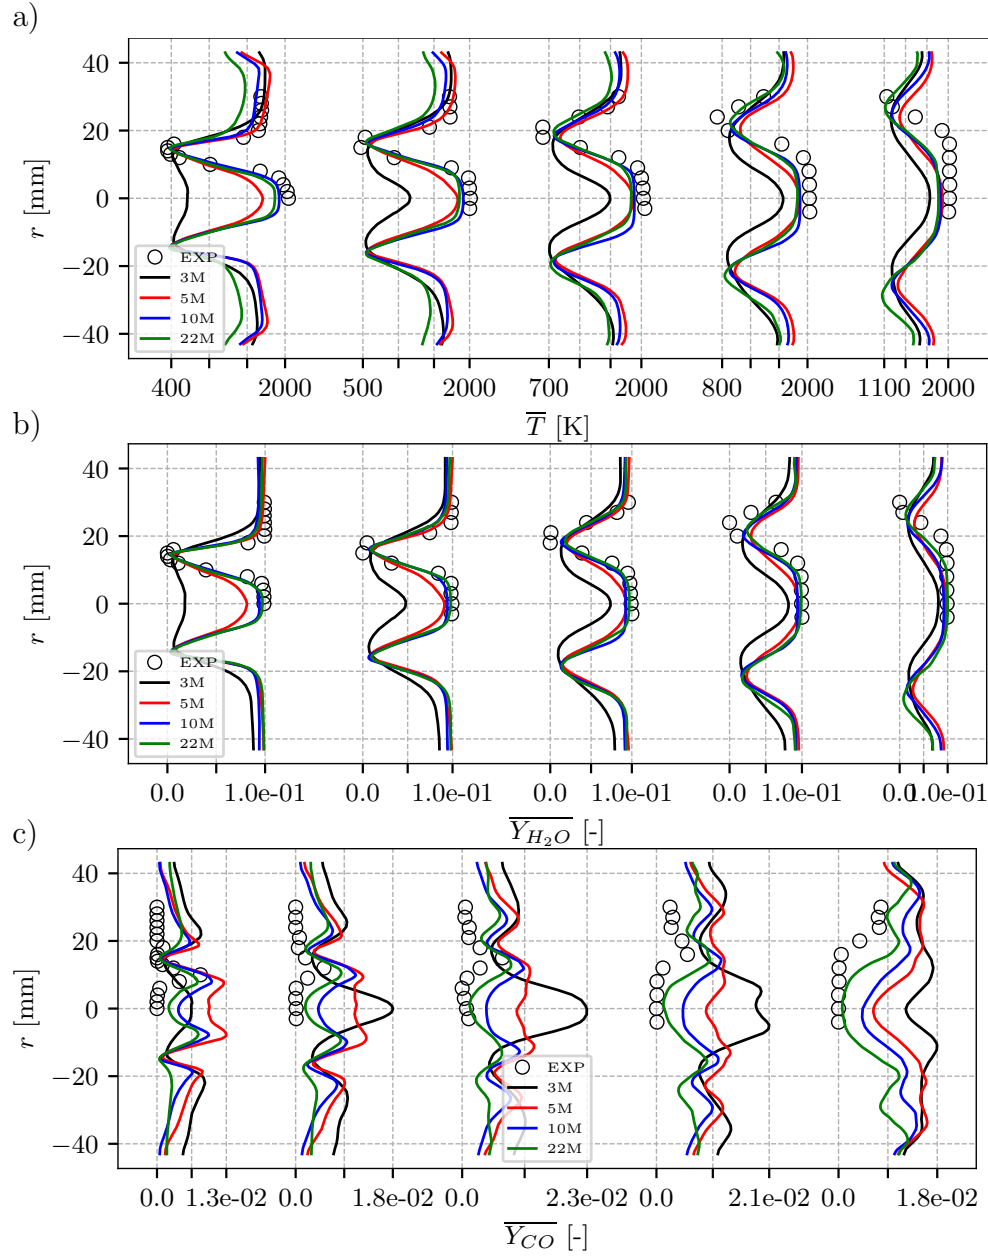 a)
r [mm]
40
20
0
−20
−40
EXP
3M
5M
10M
22M
400 2000 500 2000 700 2000 800 2000 1100 2000
T [K]
b)
r [mm]
40
20
0
−20
−40
EXP
3M
5M
10M
22M
0.0 1.0e-01 0.0 1.0e-01 0.0 1.0e-01 0.0 1.0e-01 0.0 1.0e-01
Y_{H_2O} [-]
c)
r [mm]
40
20
0
−20
−40
EXP
3M
5M
10M
22M
0.0 1.3e-02 0.0 1.8e-02 0.0 2.3e-02 0.0 2.1e-02 0.0 1.8e-02
Y_{CO} [-]